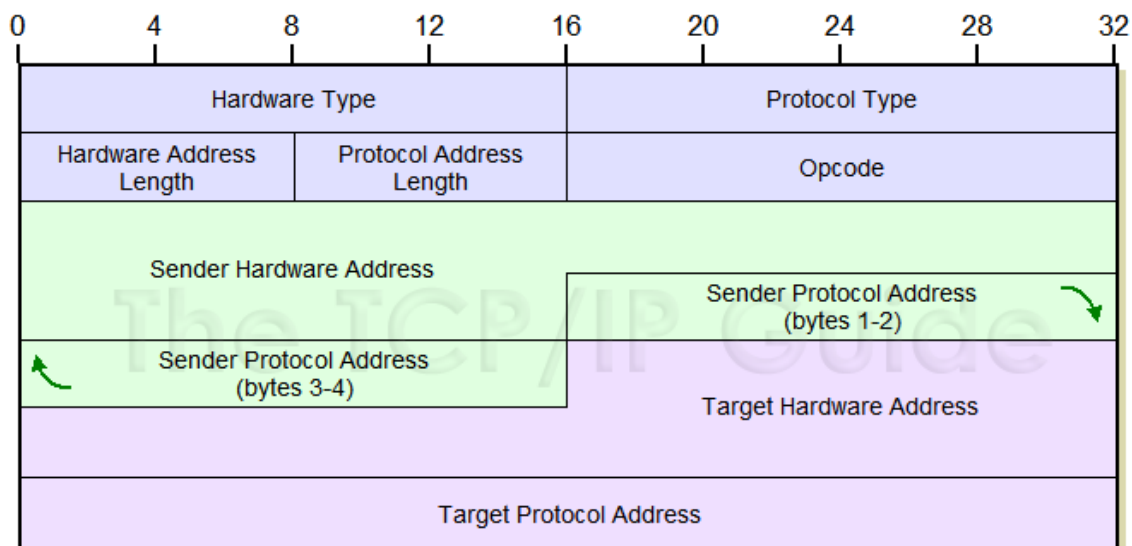 0 4 8 12 16 20 24 28 32
Hardware Type Protocol Type
Hardware Address
Length
Protocol Address
Length
Opcode
Sender Hardware Address
Sender Protocol Address
(bytes 1-2)
The TCP/IP Guide
Sender Protocol Address
(bytes 3-4)
Target Hardware Address
Target Protocol Address